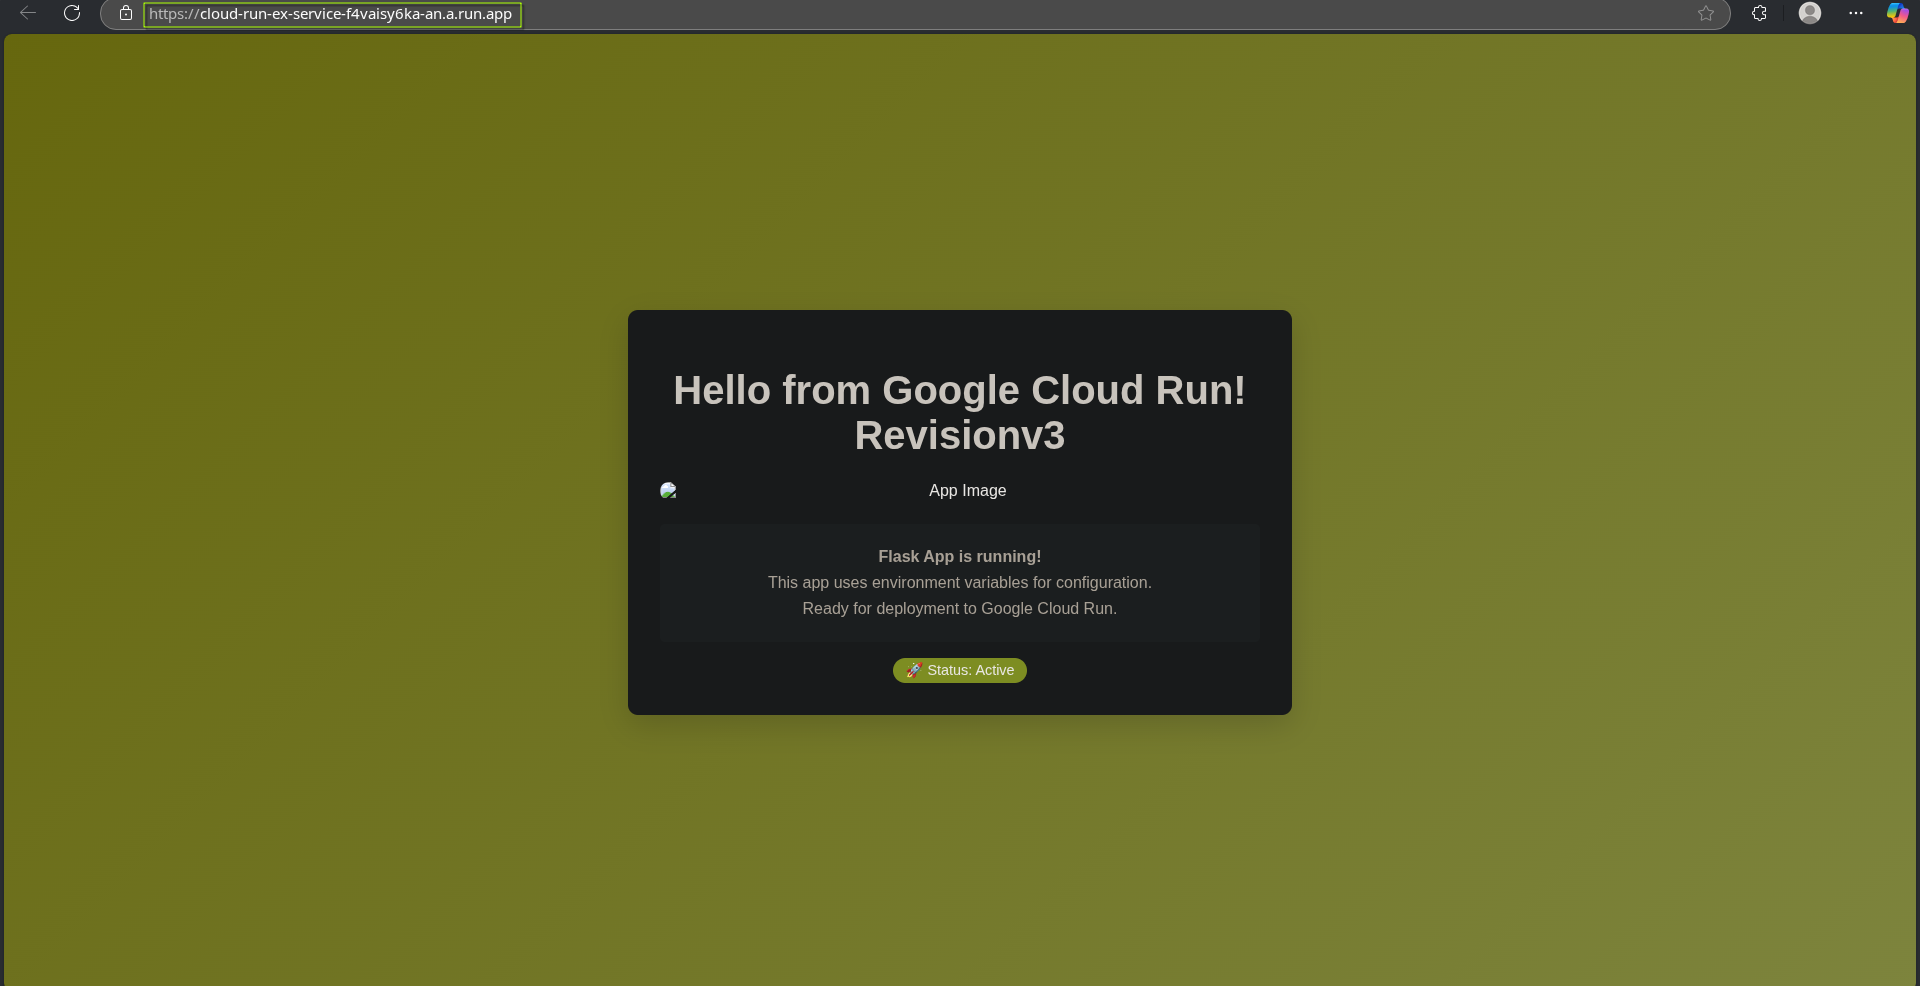 https://cloud-run-ex-service-f4vaisy6ka-an.a.run.app
Hello from Google Cloud Run!
Revisionv3
App Image
Flask App is running!
This app uses environment variables for configuration.
Ready for deployment to Google Cloud Run.
🚀 Status: Active